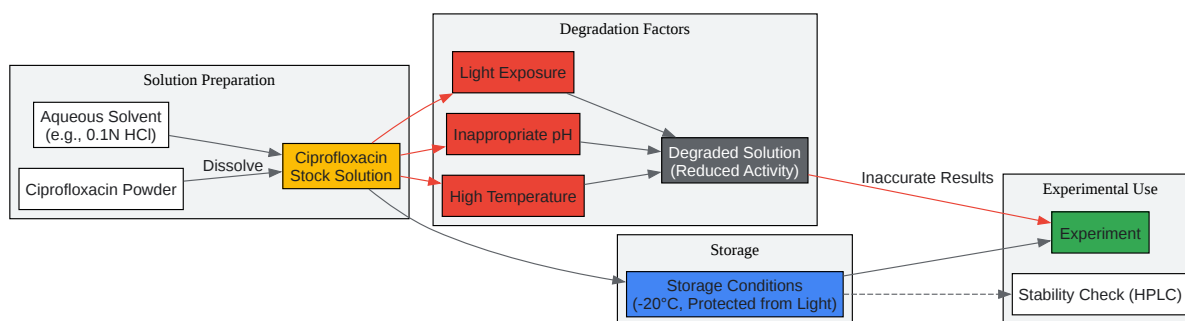 Solution Preparation
Aqueous Solvent
(e.g., 0.1N HCl)
Ciprofloxacin Powder
Dissolve
Ciprofloxacin
Stock Solution
Degradation Factors
Light Exposure
Inappropriate pH
High Temperature
Degraded Solution
(Reduced Activity)
Inaccurate Results
Storage
Storage Conditions
(-20°C, Protected from Light)
Experimental Use
Experiment
Stability Check (HPLC)